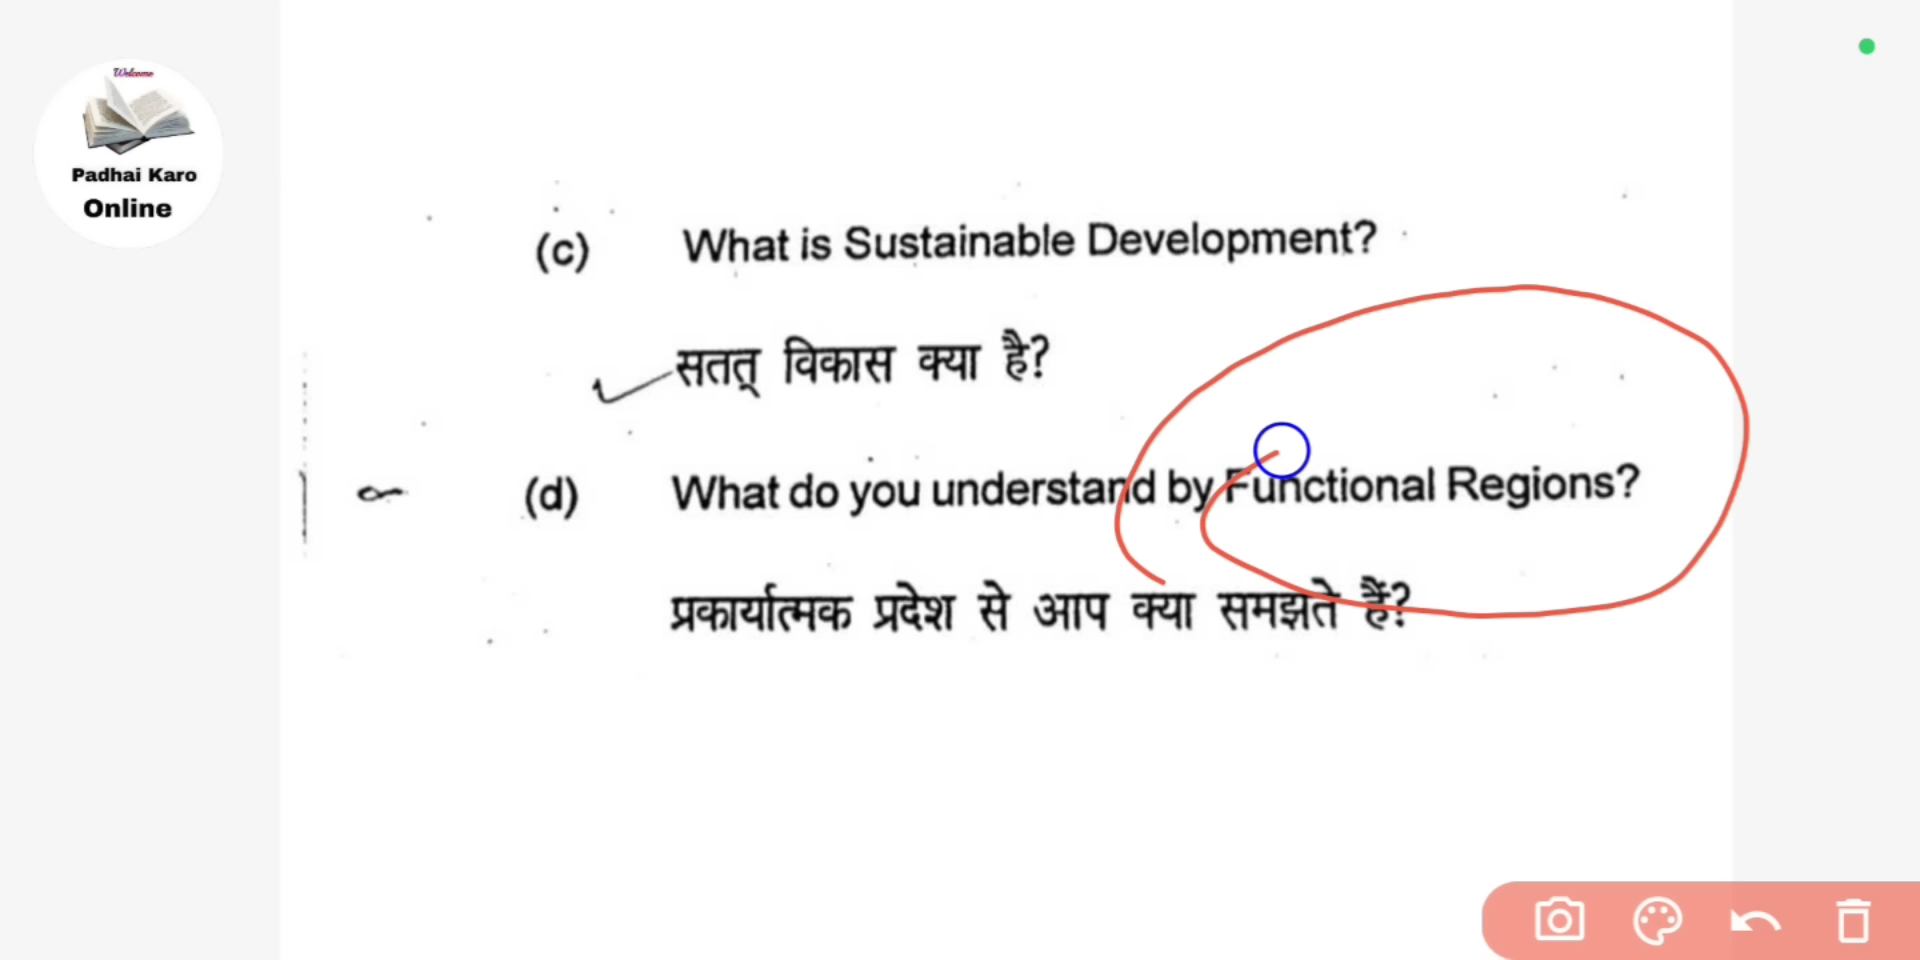 Welcome
Padhai Karo
Online
(c) What is Sustainable Development?
सतत् विकास क्या है?
(d) What do you understand by Functional Regions?
प्रकार्यात्मक प्रदेश से आप क्या समझते हैं?